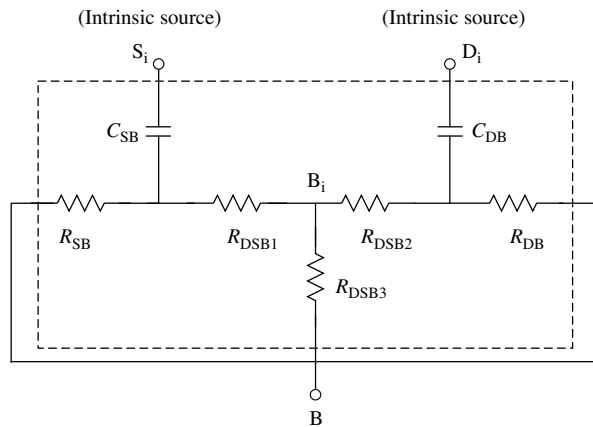 (Intrinsic source) (Intrinsic source)
S_i D_i
C_SB C_DB
B_i
R_SB R_DSB1 R_DSB2 R_DB
R_DSB3
B